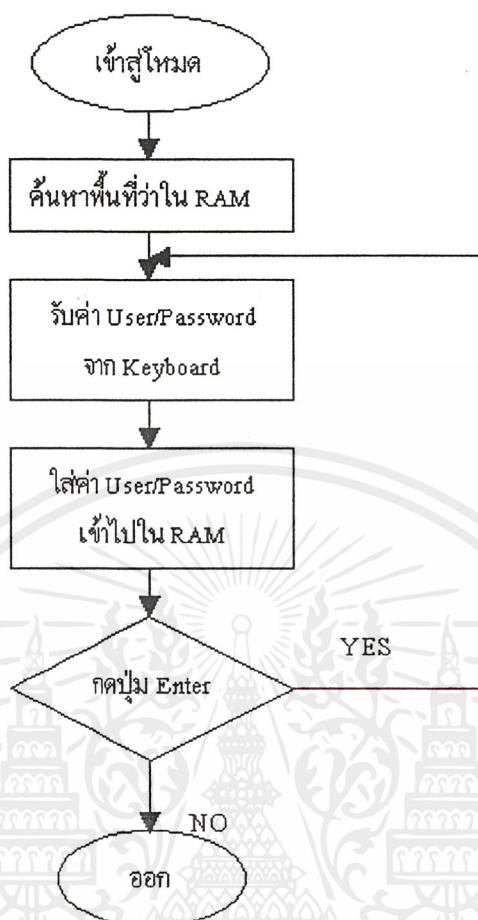 เข้าสู่โหมด
ค้นหาพื้นที่ว่าใน RAM
รับค่า User/Password
จาก Keyboard
ใส่ค่า User/Password
เข้าไปใน RAM
กดปุ่ม Enter
YES
NO
ออก